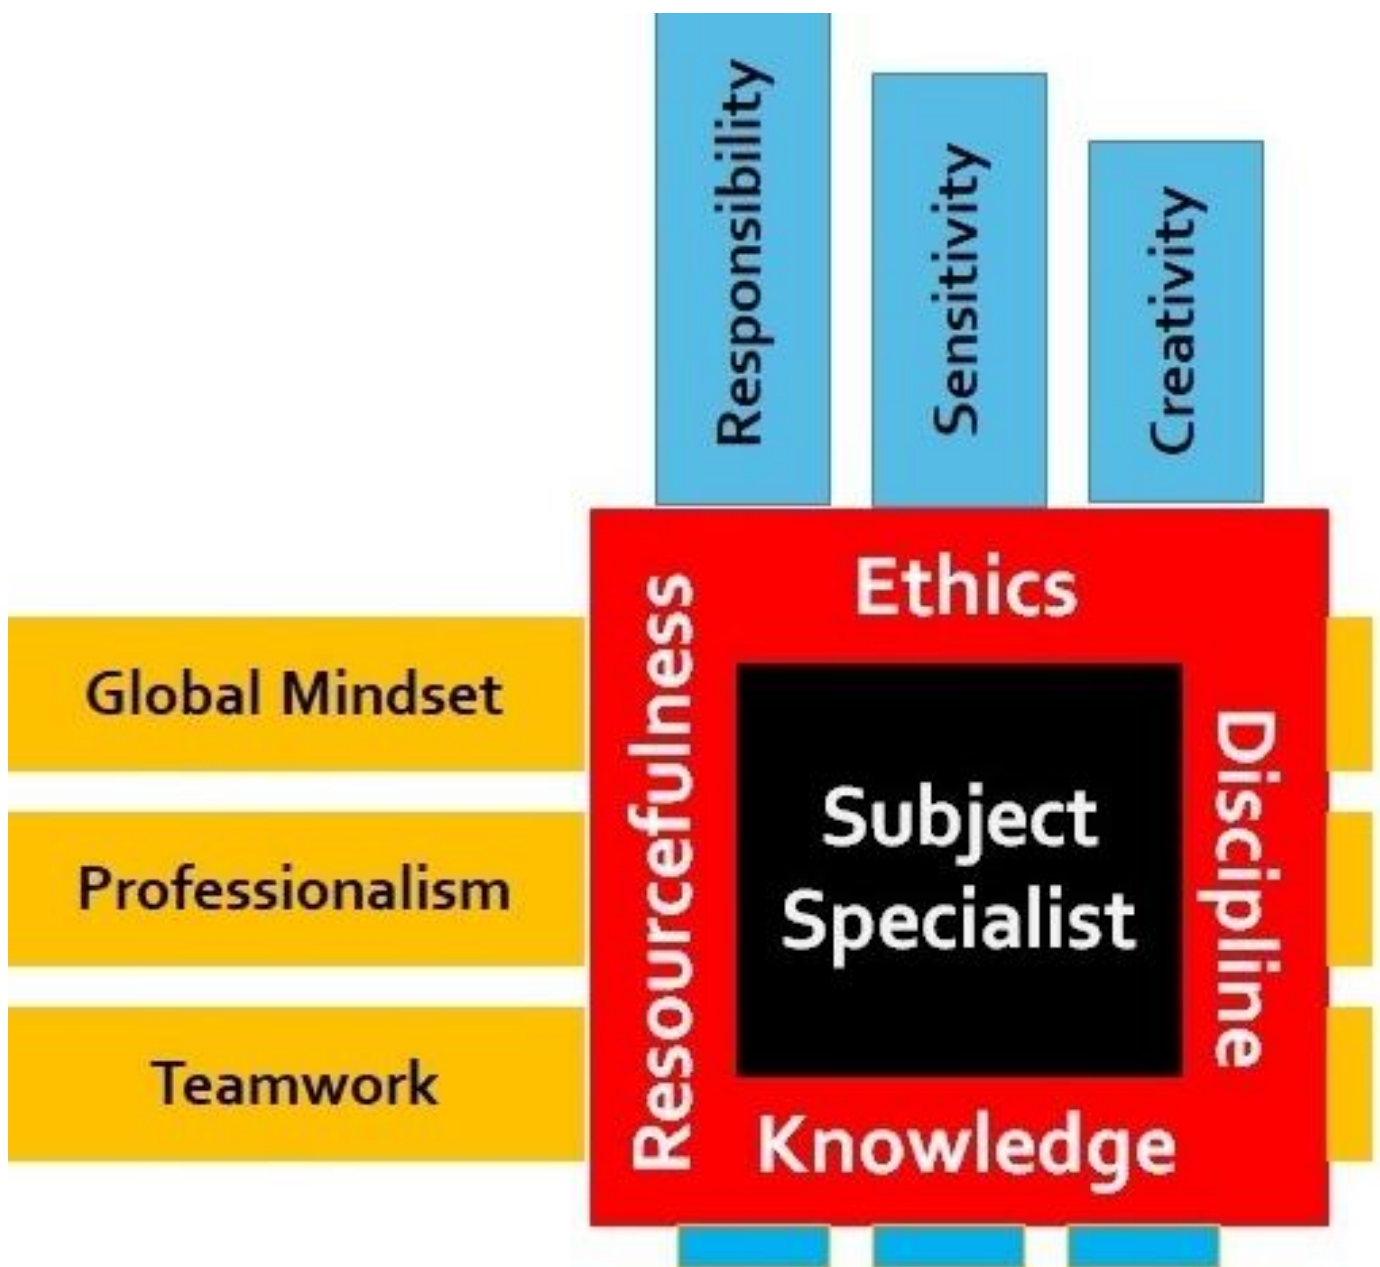 Responsibility
Sensitivity
Creativity
Ethics
Global Mindset
Resourcefulness
Discipline
Subject
Specialist
Professionalism
Teamwork
Knowledge